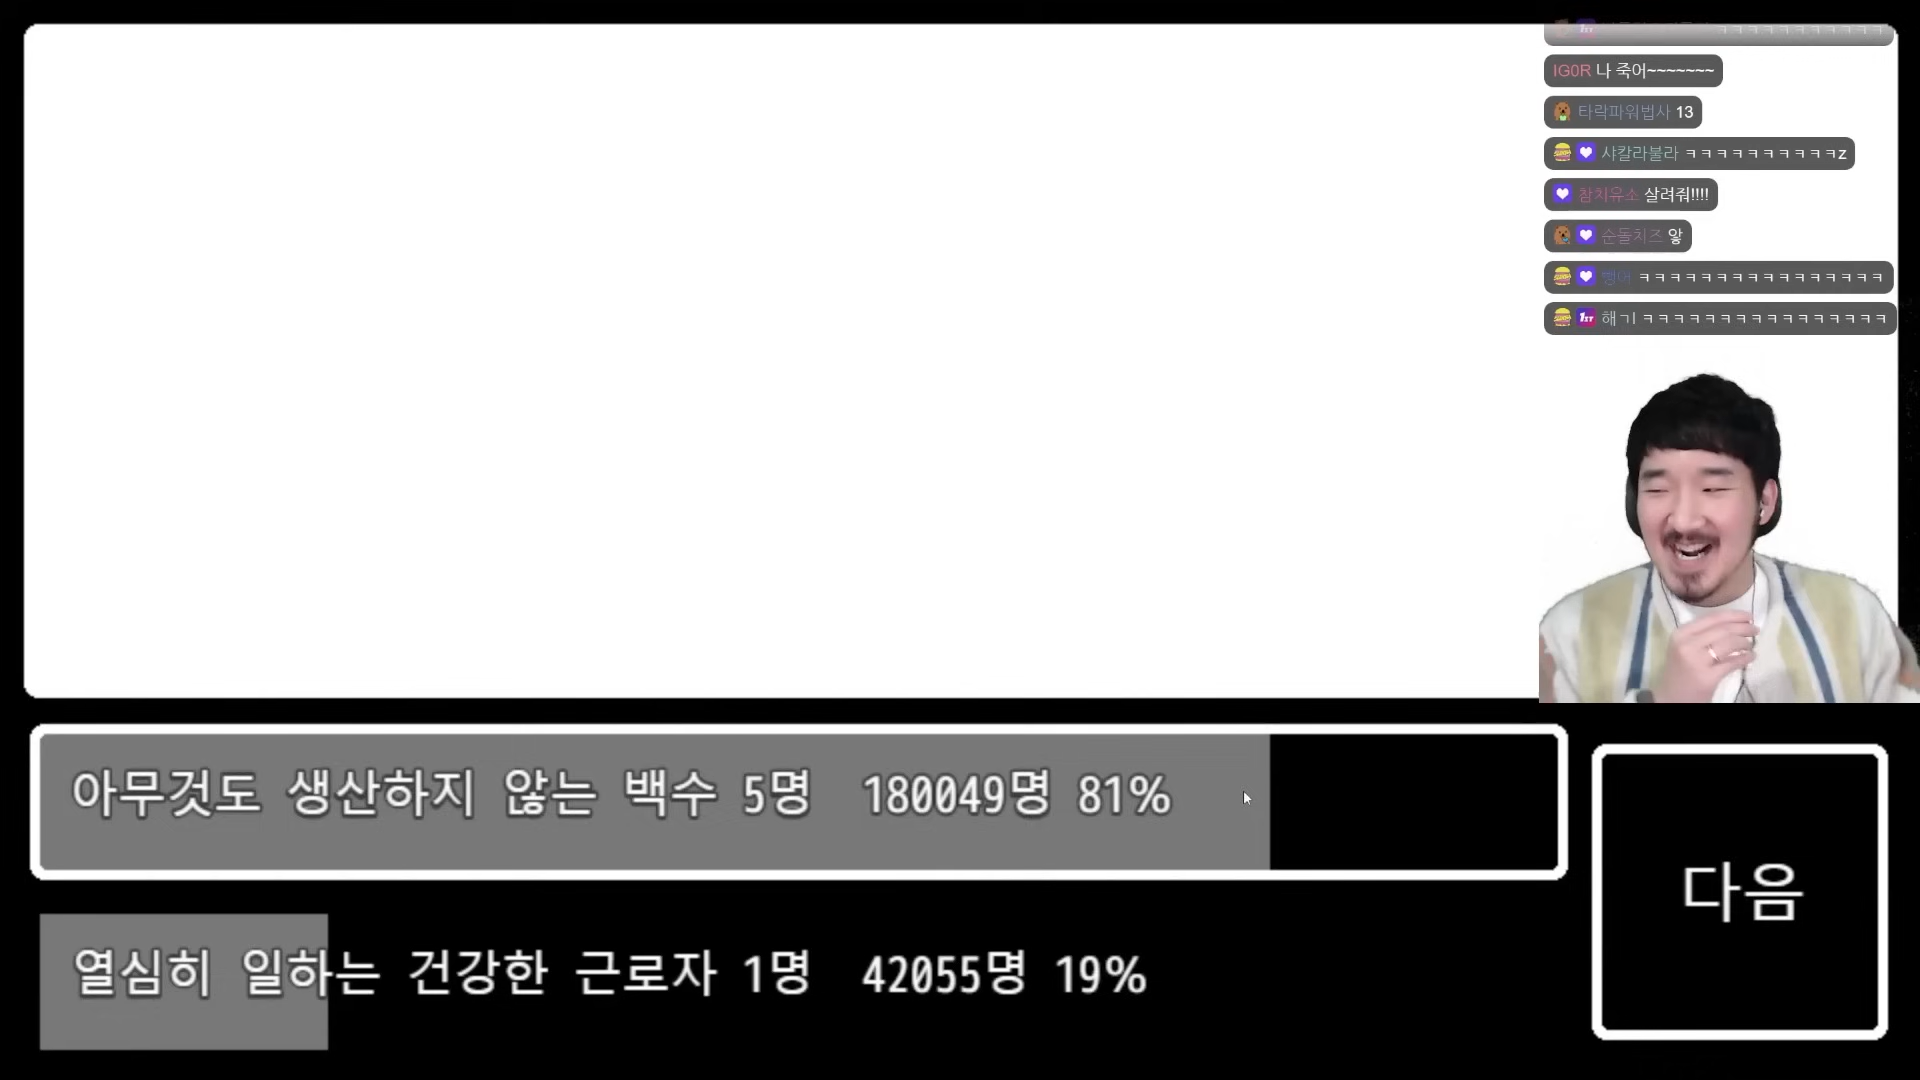 IG0R 나 죽어~~~~~~~
타락파워법사 13
샤칼라불라 ㅋㅋㅋㅋㅋㅋㅋㅋㅋㅋz
참치유소 살려줘!!!!
순돌치즈 앟
ㅋㅋㅋㅋㅋㅋㅋㅋㅋㅋㅋㅋㅋㅋㅋㅋ
해ㄱl ㅋㅋㅋㅋㅋㅋㅋㅋㅋㅋㅋㅋㅋㅋㅋㅋ
아무것도 생산하지 않는 백수 5명 180049명 81%
다음
열심히 일하는 건강한 근로자 1명 42055명 19%